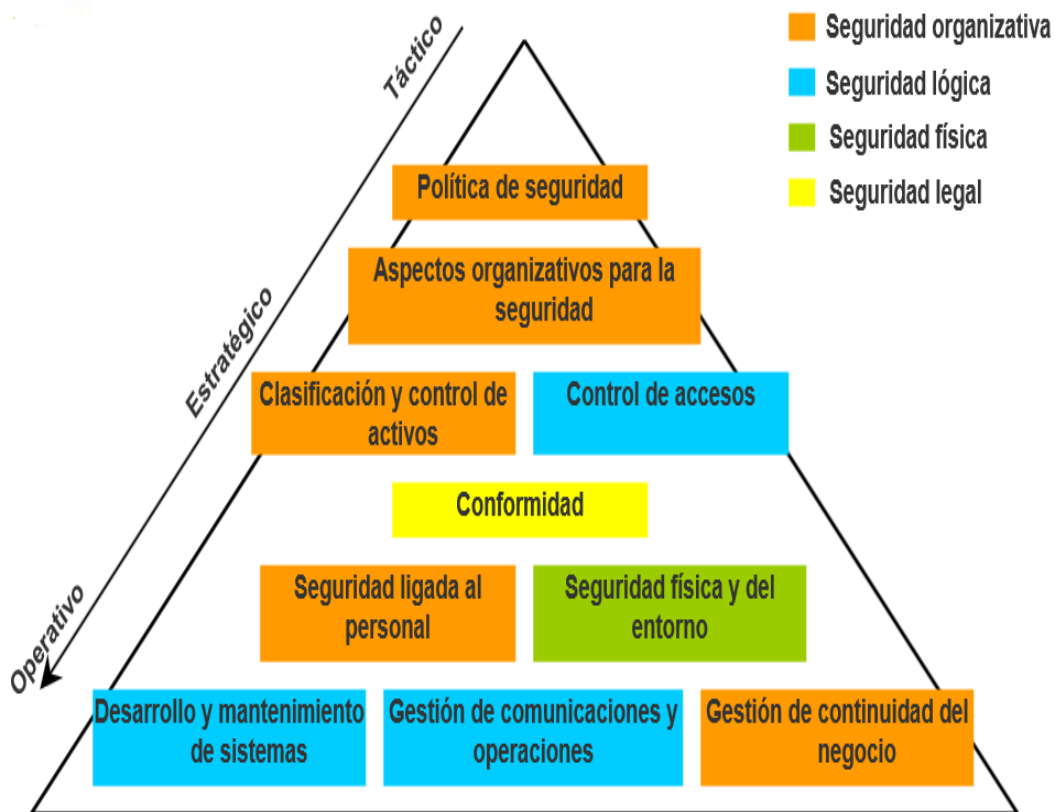 Táctico
Estratégico
Operativo
Seguridad organizativa
Seguridad lógica
Seguridad física
Seguridad legal
Política de seguridad
Aspectos organizativos para la
seguridad
Clasificación y control de
activos
Control de accesos
Conformidad
Seguridad ligada al
personal
Seguridad física y del
entorno
Desarrollo y mantenimiento
de sistemas
Gestión de comunicaciones y
operaciones
Gestión de continuidad del
negocio